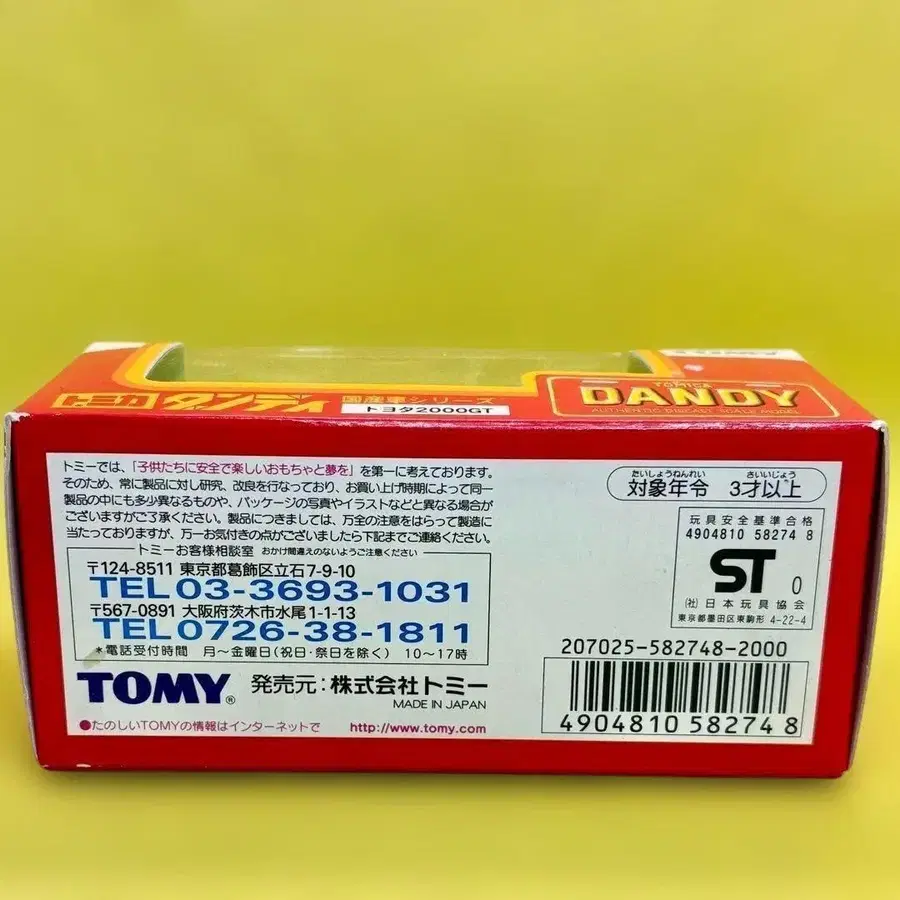 TOMY
トミカ ダンディ 国産車シリーズ
トヨタ2000GT
TOMICA
DANDY
AUTHENTIC DIECAST SCALE MODEL
トミーでは、「子供たちに安全で楽しいおもちゃと夢を」を第一に考えております。
そのため、常に製品に対し研究、改良を行なっており、お買い上げ時期によって同一
製品の中にも多少異なるものや、パッケージの写真やイラストなどと異なる場合が
ございますがご了承ください。製品につきましては、万全の注意をはらって製造に
当たっておりますが、万一お気付きの点がございましたら下記までご連絡ください。
トミーお客様相談室 おかけ間違えのないようご注意ください
〒124-8511 東京都葛飾区立石7-9-10
TEL 03-3693-1031
〒567-0891 大阪府茨木市水尾1-1-13
TEL 0726-38-1811
*電話受付時間 月〜金曜日(祝日・祭日を除く) 10〜17時
TOMY® 発売元:株式会社トミー
MADE IN JAPAN
●たのしいTOMYの情報はインターネットで http://www.tomy.com
たいしょうねんれい さいいじょう
対象年令 3才以上
玩具安全基準合格
4904810 58274 8
ST 0
(社)日本玩具協会
東京都墨田区東駒形 4-22-4
207025-582748-2000
4904810 582748